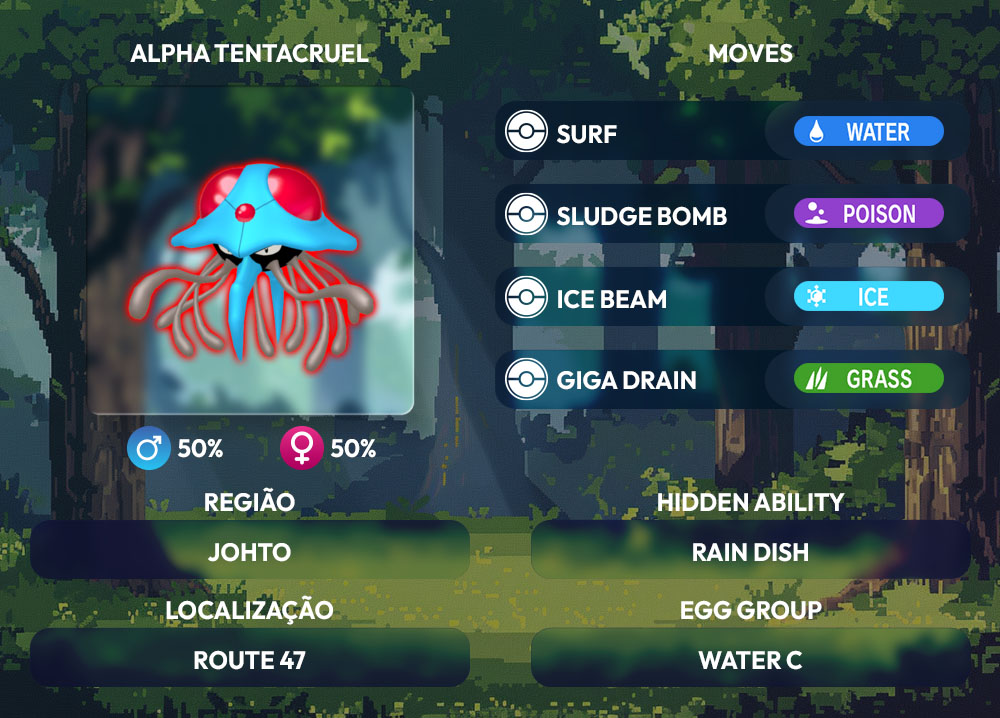 ALPHA TENTACRUEL
50%
50%
REGIÃO
JOHTO
LOCALIZAÇÃO
ROUTE 47
MOVES
SURF WATER
SLUDGE BOMB POISON
ICE BEAM ICE
GIGA DRAIN GRASS
HIDDEN ABILITY
RAIN DISH
EGG GROUP
WATER C